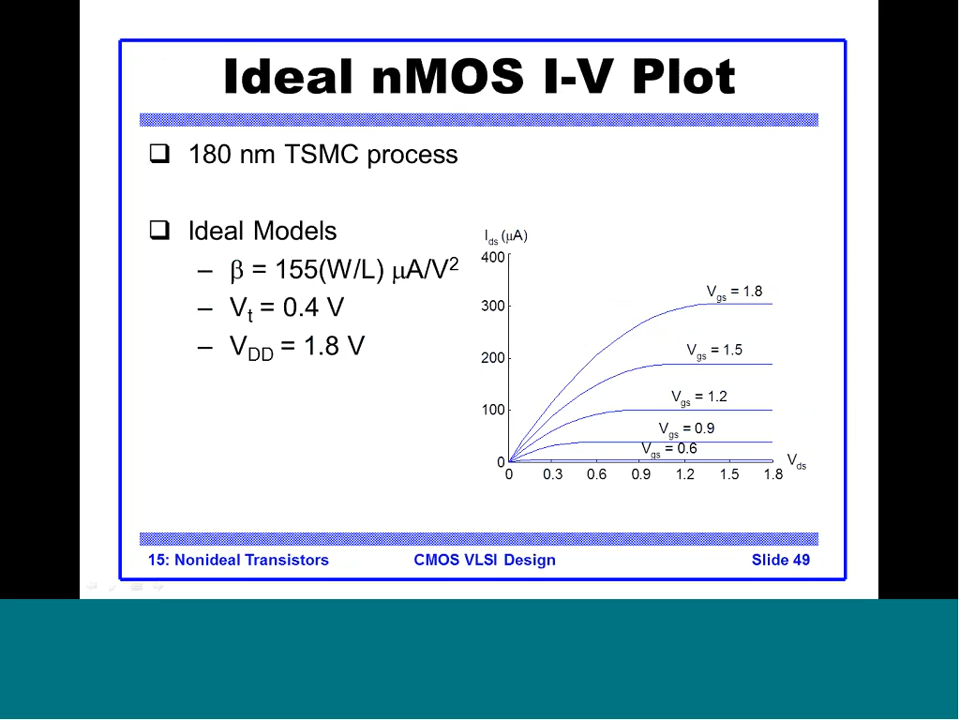 Ideal nMOS I-V Plot
❑ 180 nm TSMC process
❑ Ideal Models
– β = 155(W/L) μA/V²
– Vt = 0.4 V
– VDD = 1.8 V
Ids (μA)
400
300
200
100
0
Vgs = 1.8
Vgs = 1.5
Vgs = 1.2
Vgs = 0.9
Vgs = 0.6
Vds
0 0.3 0.6 0.9 1.2 1.5 1.8
15: Nonideal Transistors CMOS VLSI Design Slide 49